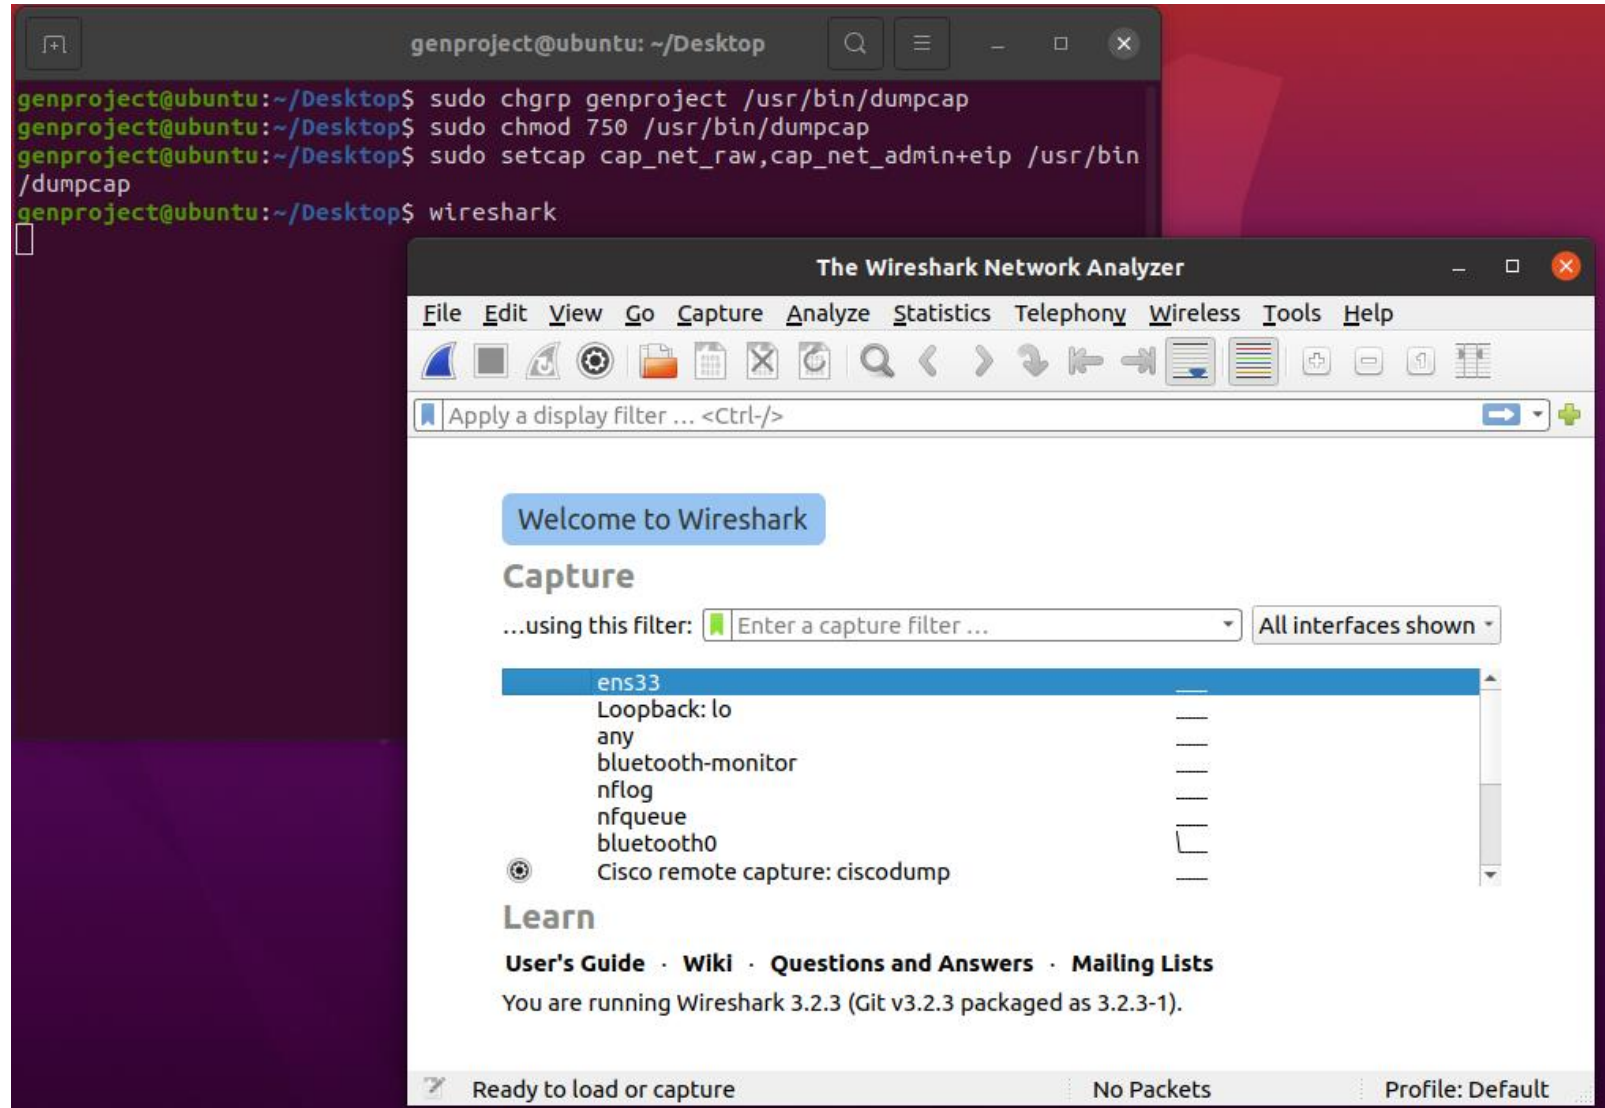 genproject@ubuntu: ~/Desktop
genproject@ubuntu:~/Desktop$ sudo chgrp genproject /usr/bin/dumpcap
genproject@ubuntu:~/Desktop$ sudo chmod 750 /usr/bin/dumpcap
genproject@ubuntu:~/Desktop$ sudo setcap cap_net_raw,cap_net_admin+eip /usr/bin
/dumpcap
genproject@ubuntu:~/Desktop$ wireshark
The Wireshark Network Analyzer
File Edit View Go Capture Analyze Statistics Telephony Wireless Tools Help
Apply a display filter … <Ctrl-/>
Welcome to Wireshark
Capture
…using this filter: Enter a capture filter … All interfaces shown
ens33
Loopback: lo
any
bluetooth-monitor
nflog
nfqueue
bluetooth0
Cisco remote capture: ciscodump
Learn
User's Guide · Wiki · Questions and Answers · Mailing Lists
You are running Wireshark 3.2.3 (Git v3.2.3 packaged as 3.2.3-1).
Ready to load or capture No Packets Profile: Default